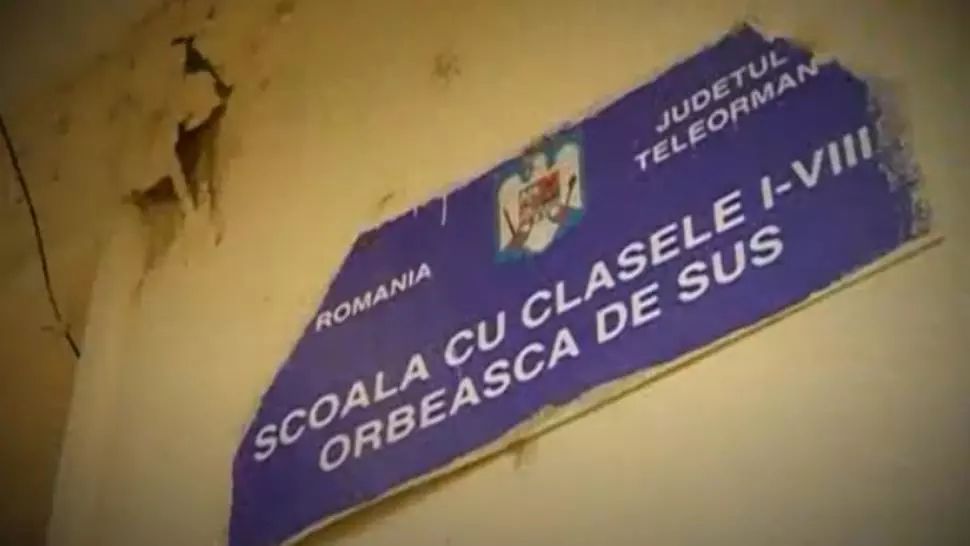 ROMANIA
JUDETUL
TELEORMAN
SCOALA CU CLASELE I-VIII
ORBEASCA DE SUS